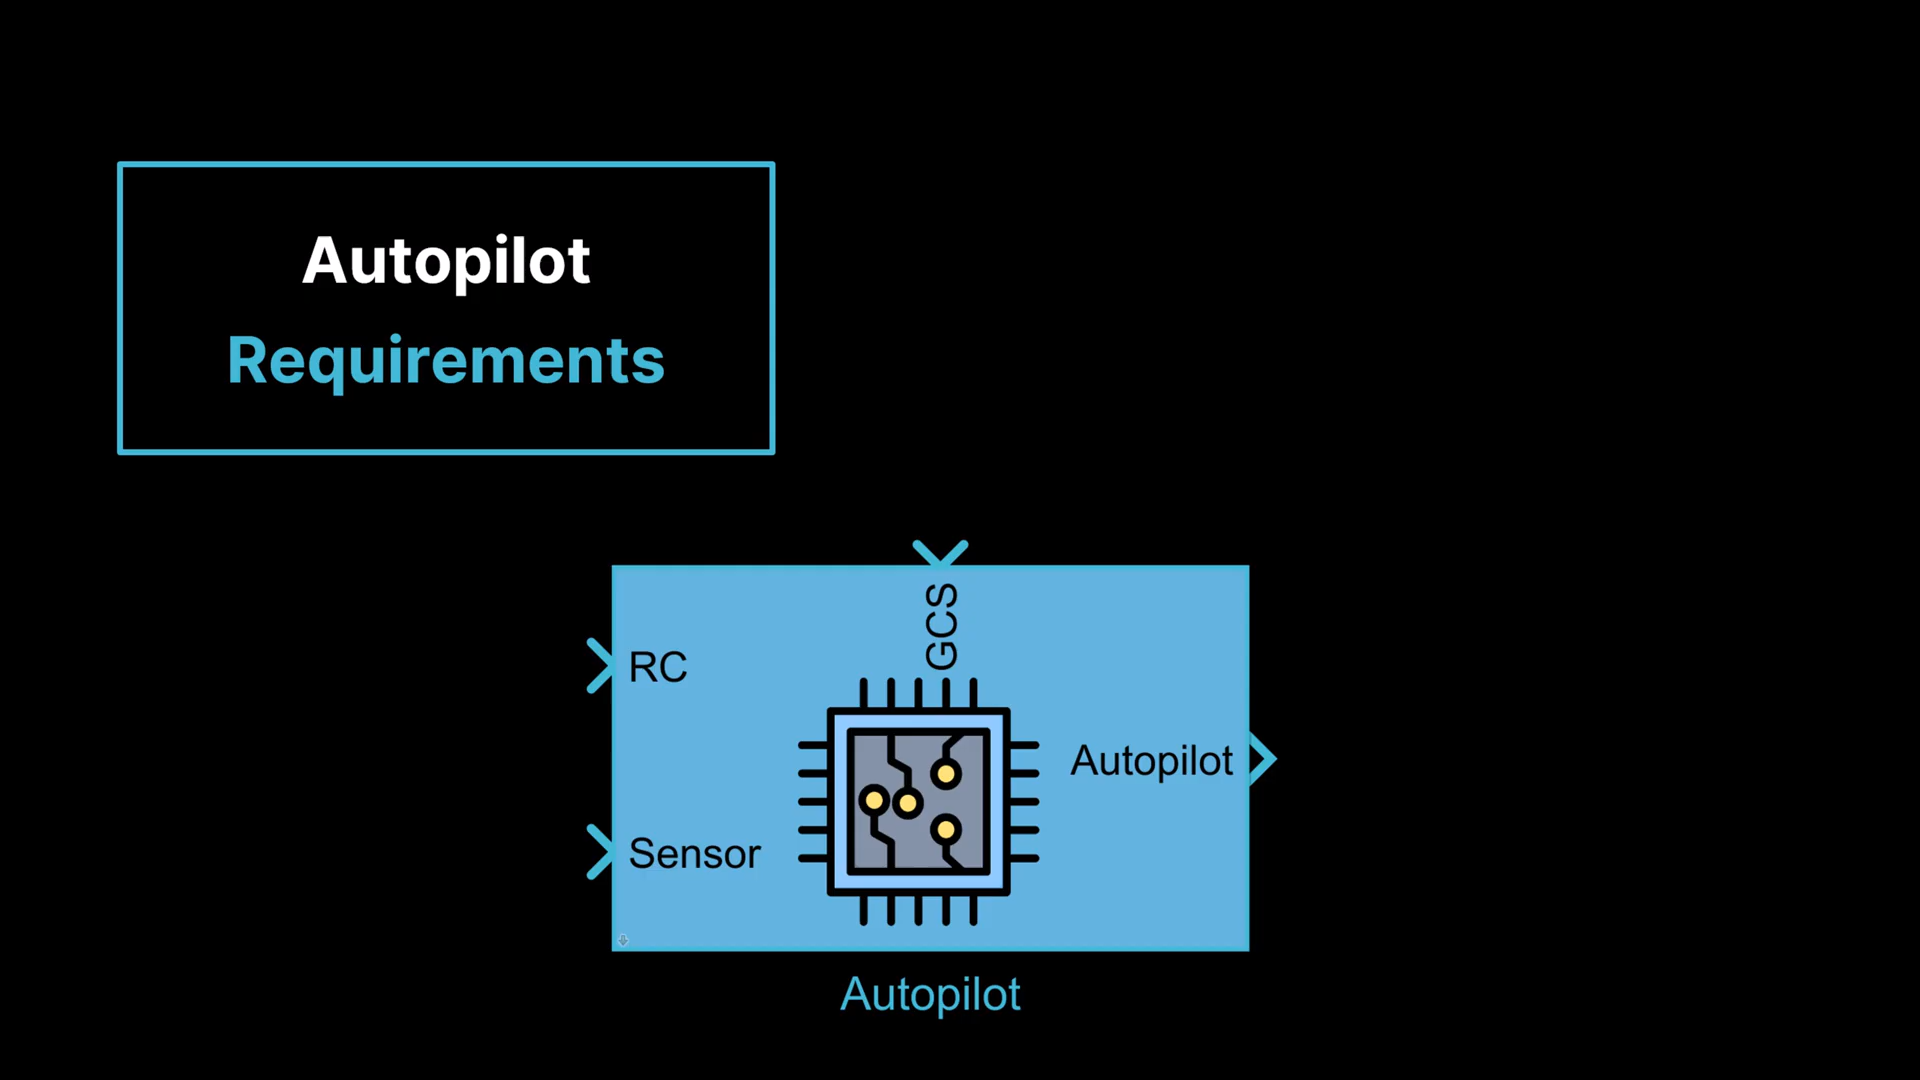 Autopilot
Requirements
GCS
RC
Autopilot
Sensor
Autopilot